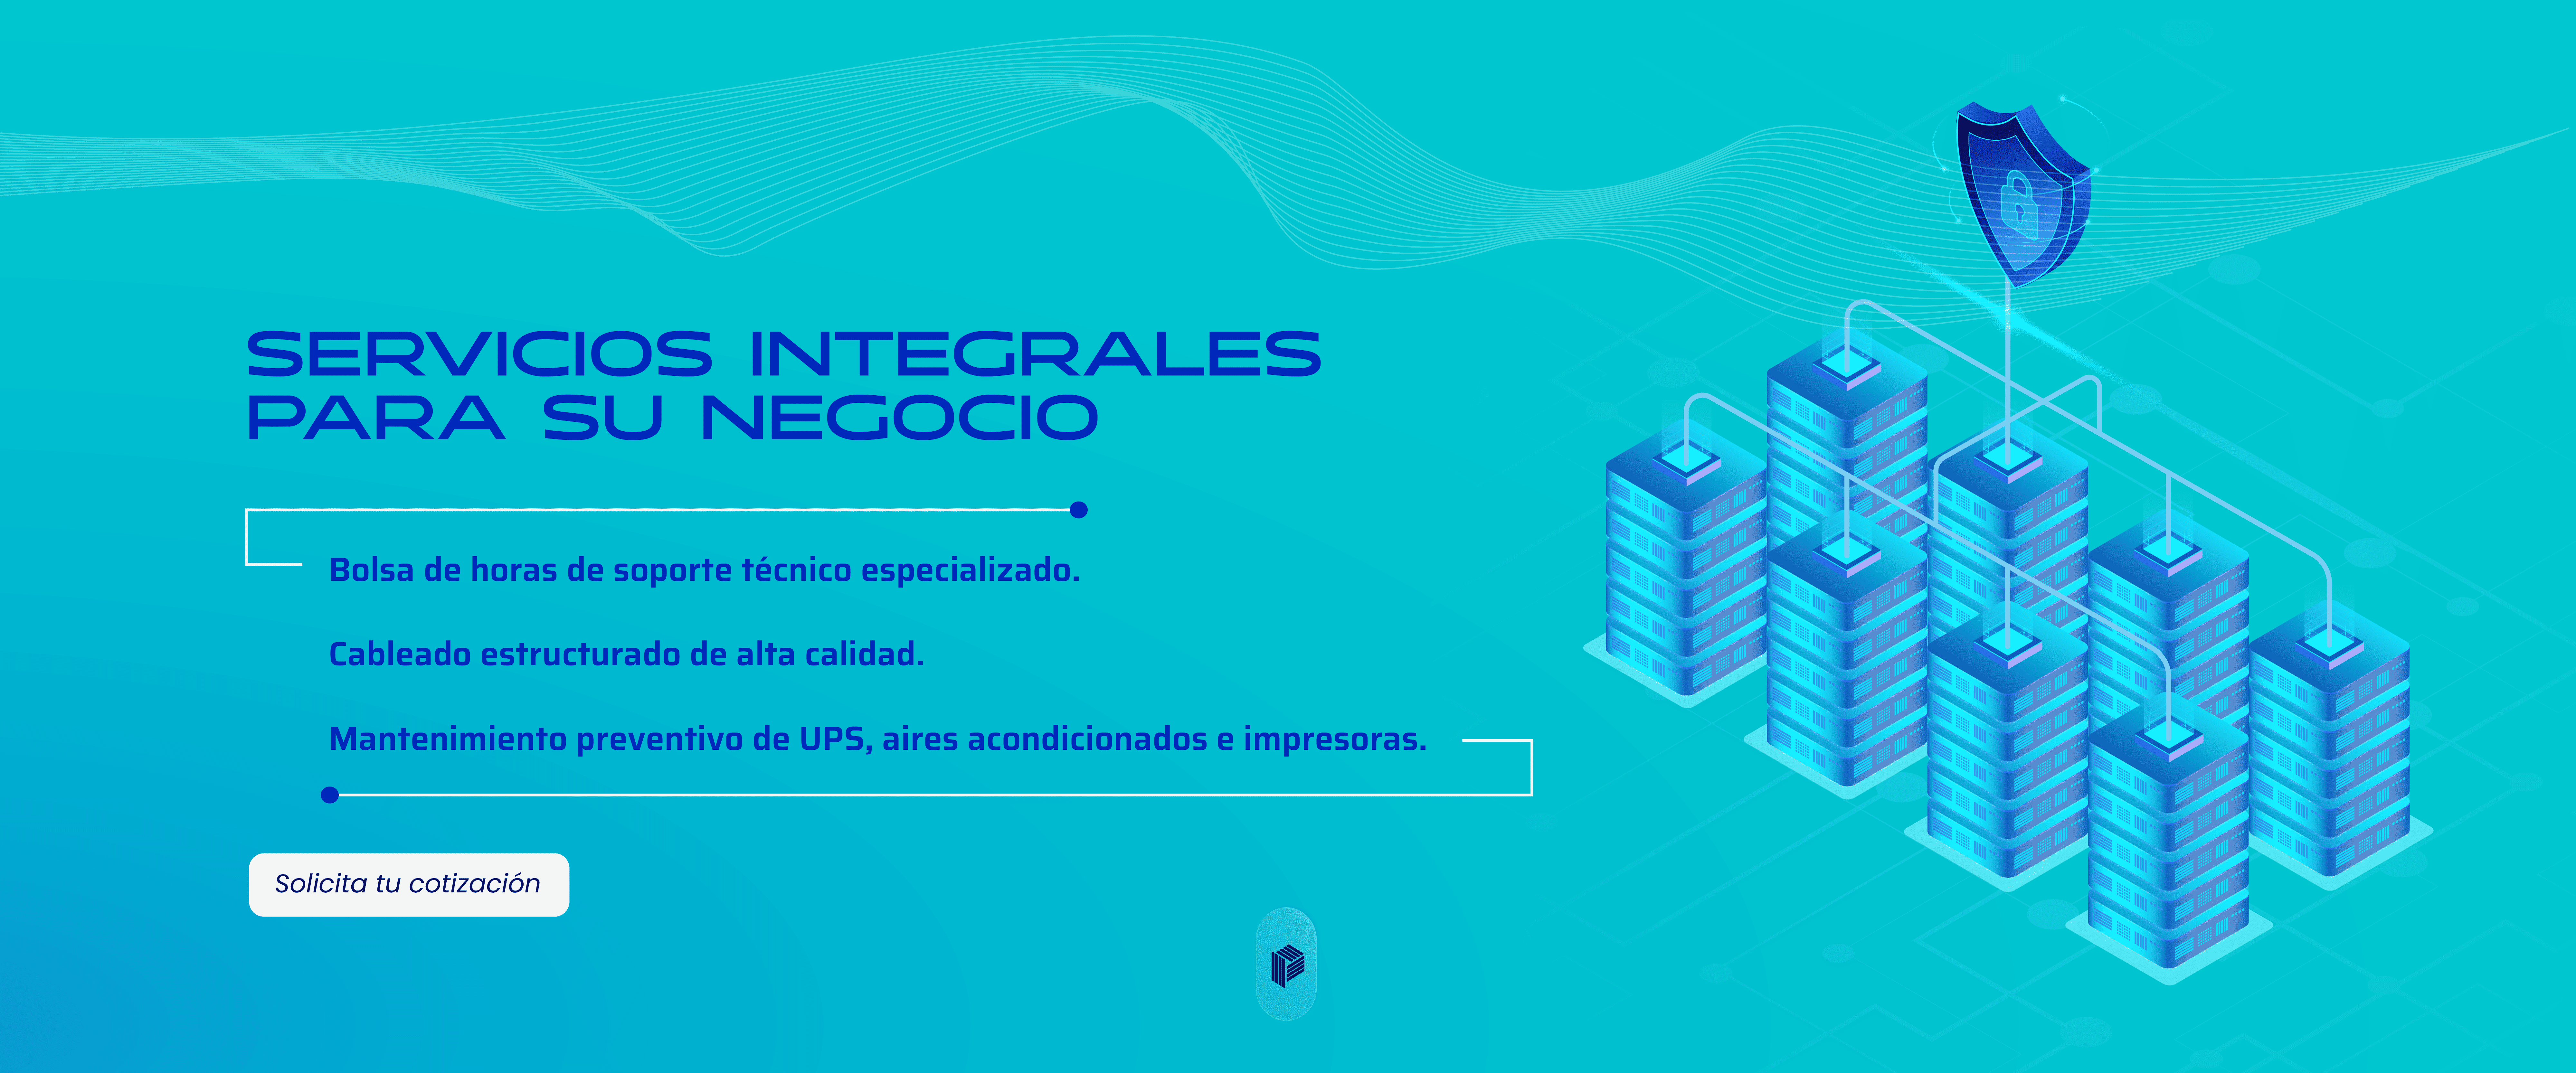 SERVICIOS INTEGRALES
PARA SU NEGOCIO
Bolsa de horas de soporte técnico especializado.
Cableado estructurado de alta calidad.
Mantenimiento preventivo de UPS, aires acondicionados e impresoras.
Solicita tu cotización